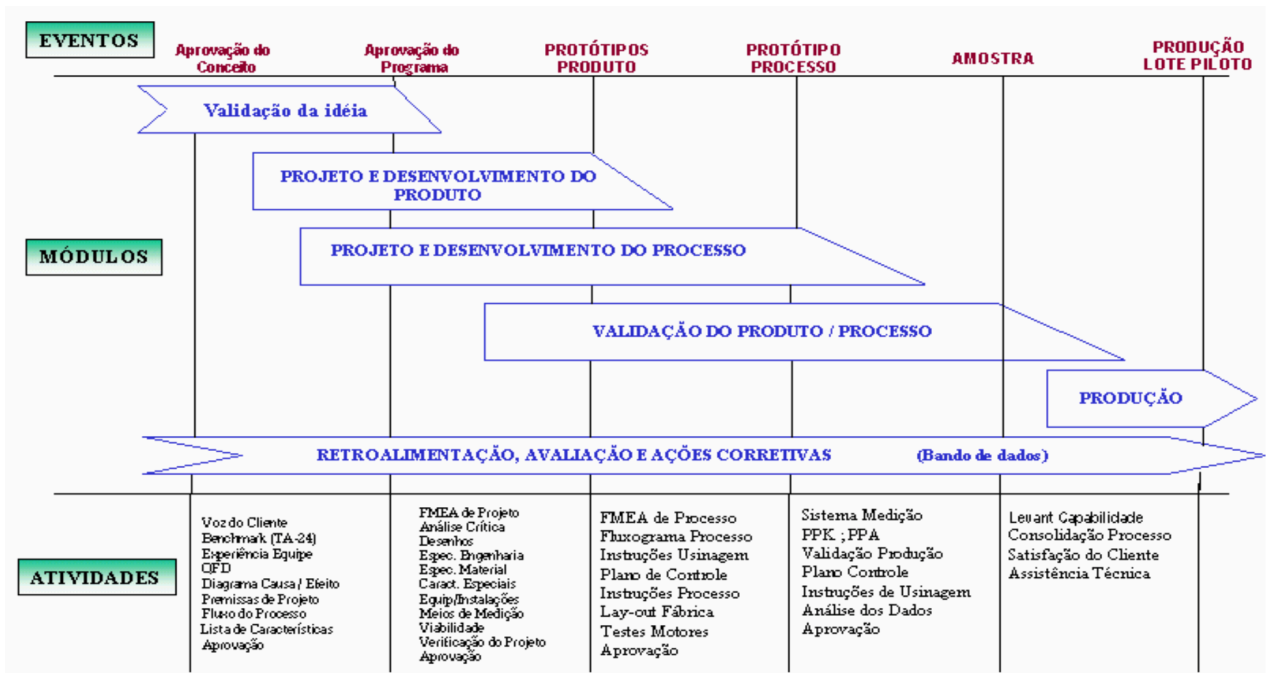 EVENTOS
Aprovação do
Conceito
Aprovação do
Programa
PROTÓTIPOS
PRODUTO
PROTÓTIPO
PROCESSO
AMOSTRA
PRODUÇÃO
LOTE PILOTO
Validação da idéia
PROJETO E DESENVOLVIMENTO DO
PRODUTO
MÓDULOS
PROJETO E DESENVOLVIMENTO DO PROCESSO
VALIDAÇÃO DO PRODUTO / PROCESSO
PRODUÇÃO
RETROALIMENTAÇÃO, AVALIAÇÃO E AÇÕES CORRETIVAS (Bando de dados)
ATIVIDADES
Voz do Cliente
Benchmark (TA-24)
Experiência Equipe
QFD
Diagrama Causa / Efeito
Premissas de Projeto
Fluxo do Processo
Lista de Características
Aprovação
FMEA de Projeto
Análise Crítica
Desenhos
Espec. Engenharia
Espec. Material
Caract. Especiais
Equip/Instalações
Meios de Medição
Viabilidade
Verificação do Projeto
Aprovação
FMEA de Processo
Fluxograma Processo
Instruções Usinagem
Plano de Controle
Instruções Processo
Lay-out Fábrica
Testes Motores
Aprovação
Sistema Medição
PPK ; PPA
Validação Produção
Plano Controle
Instruções de Usinagem
Análise dos Dados
Aprovação
Levant Capabilidade
Consolidação Processo
Satisfação do Cliente
Assistência Técnica